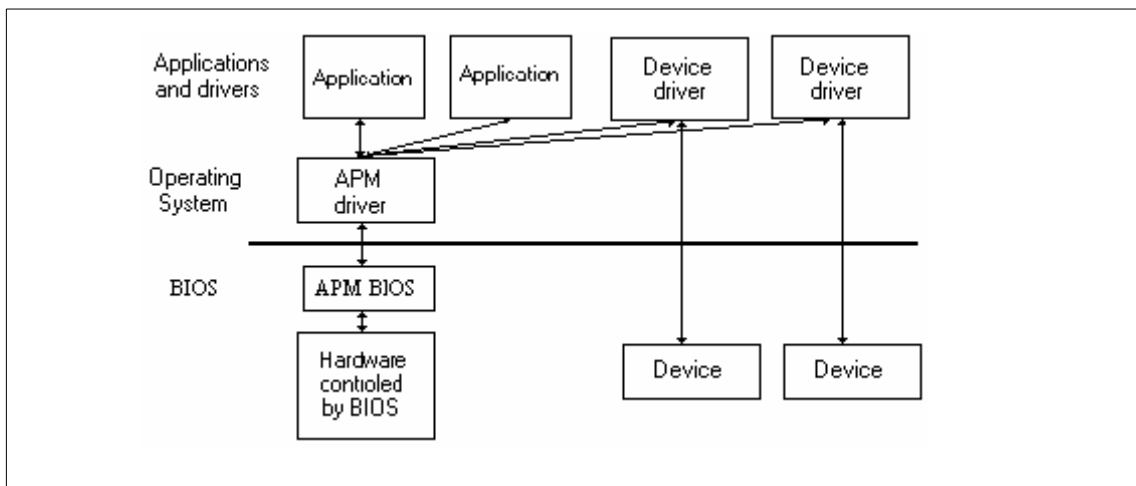 Applications
and drivers
Application
Application
Device
driver
Device
driver
Operating
System
APM
driver
BIOS
APM BIOS
Hardware
controled
by BIOS
Device
Device